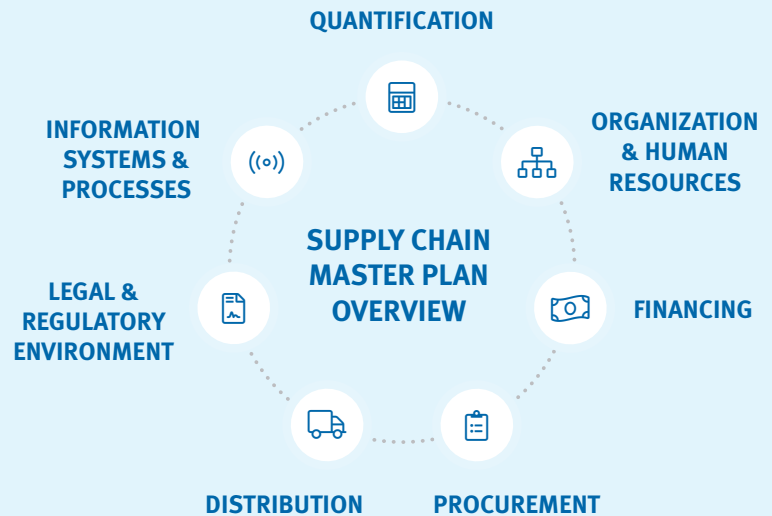 QUANTIFICATION
ORGANIZATION
& HUMAN
RESOURCES
INFORMATION
SYSTEMS &
PROCESSES
SUPPLY CHAIN
MASTER PLAN
OVERVIEW
LEGAL &
REGULATORY
ENVIRONMENT
FINANCING
DISTRIBUTION
PROCUREMENT